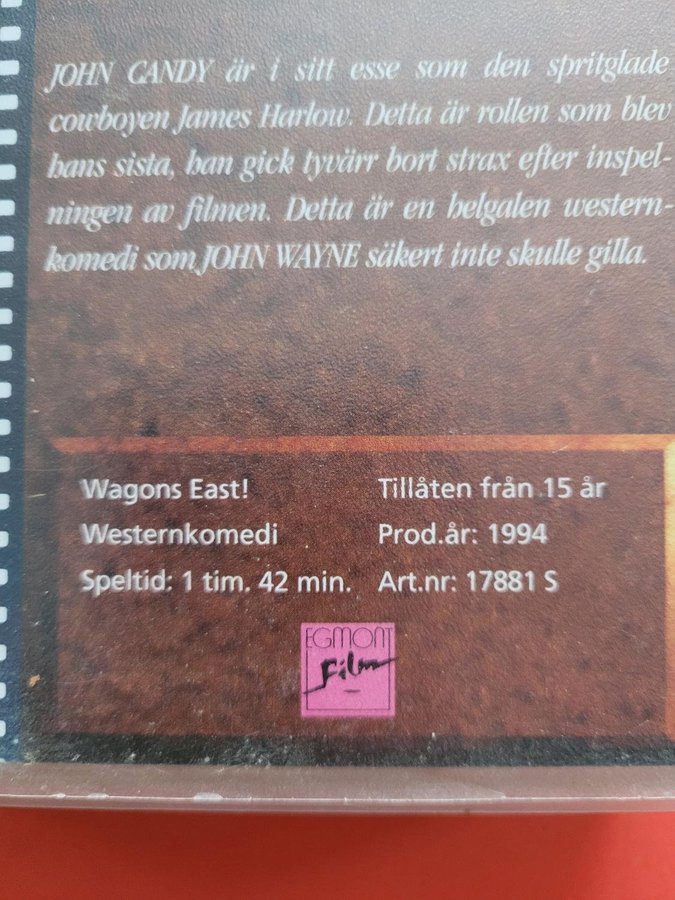 JOHN CANDY är i sitt esse som den spritglade
cowboyen James Harlow. Detta är rollen som blev
hans sista, han gick tyvärr bort strax efter inspel-
ningen av filmen. Detta är en helgalen western-
komedi som JOHN WAYNE säkert inte skulle gilla.
Wagons East!
Tillåten från 15 år
Westernkomedi
Prod.år: 1994
Speltid: 1 tim. 42 min.
Art.nr: 17881 S
EGMONT
Film